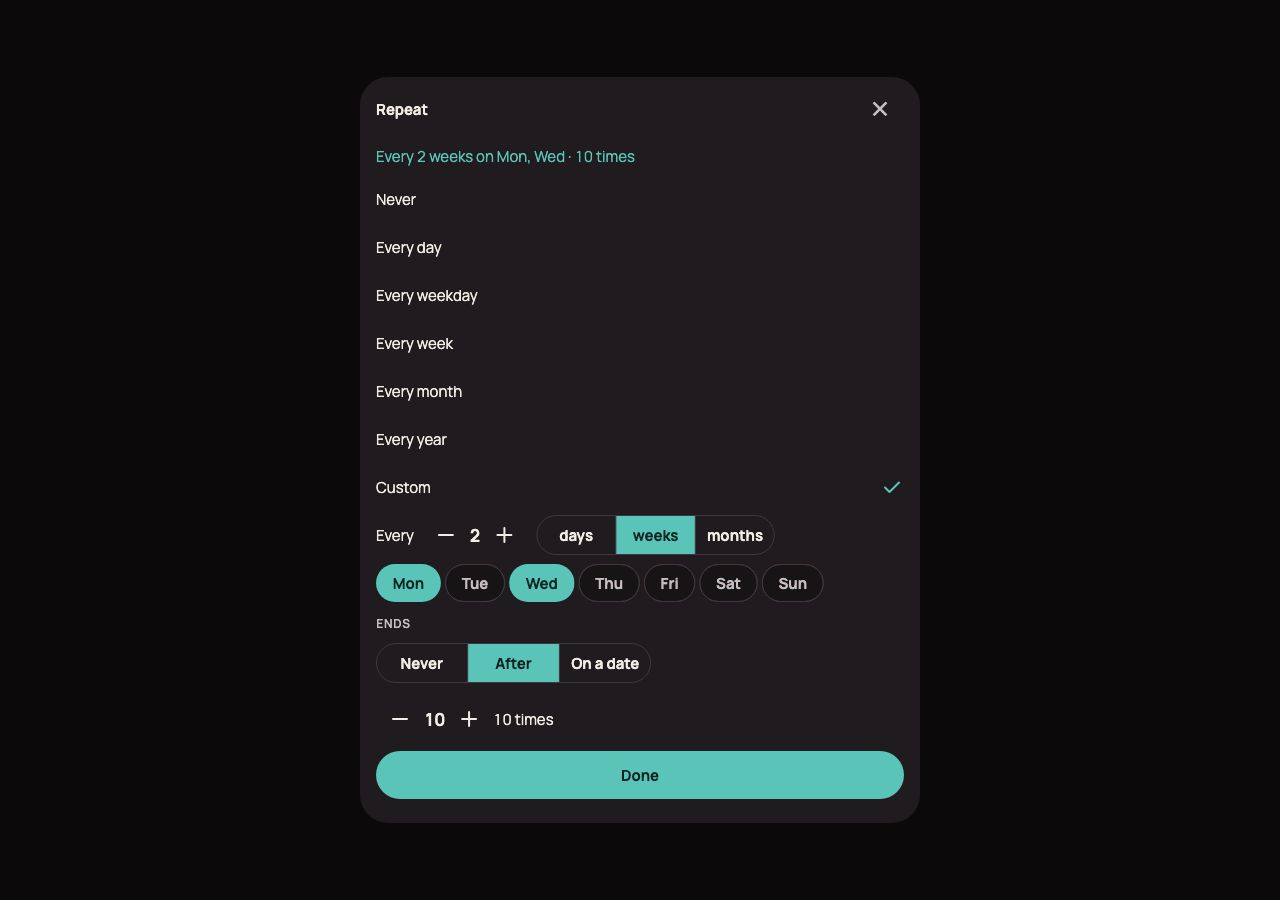 Repeat
Every 2 weeks on Mon, Wed · 10 times
Never
Every day
Every weekday
Every week
Every month
Every year
Custom
Every 2 days weeks months
Mon Tue Wed Thu Fri Sat Sun
ENDS
Never After On a date
10 10 times
Done